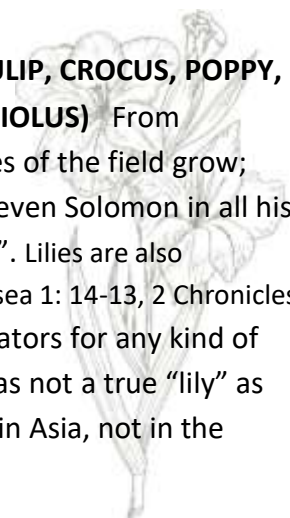 ULIP, CROCUS, POPPY,
IOLUS) From
es of the field grow;
even Solomon in all his
”. Lilies are also
sea 1: 14-13, 2 Chronicles
ators for any kind of
as not a true “lily” as
in Asia, not in the